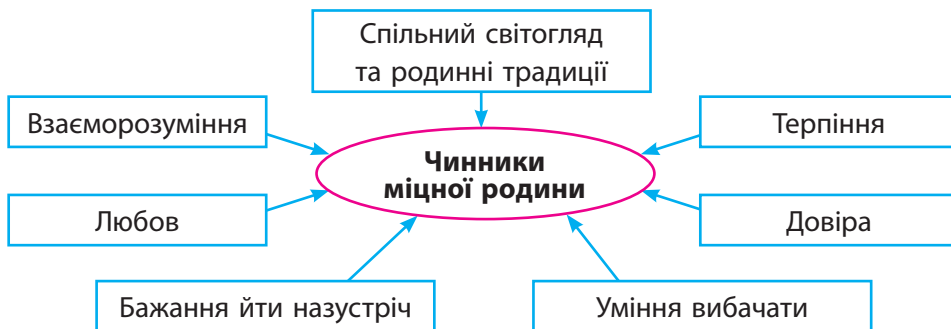 Спільний світогляд
та родинні традиції
Взаєморозуміння
Терпіння
Чинники
міцної родини
Любов
Довіра
Бажання йти назустріч
Уміння вибачати